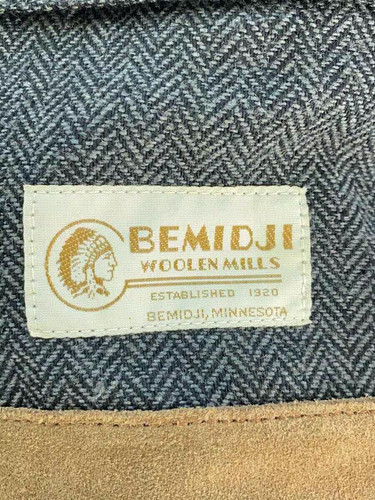 BEMIDJI
WOOLEN MILLS
ESTABLISHED 1920
BEMIDJI, MINNESOTA